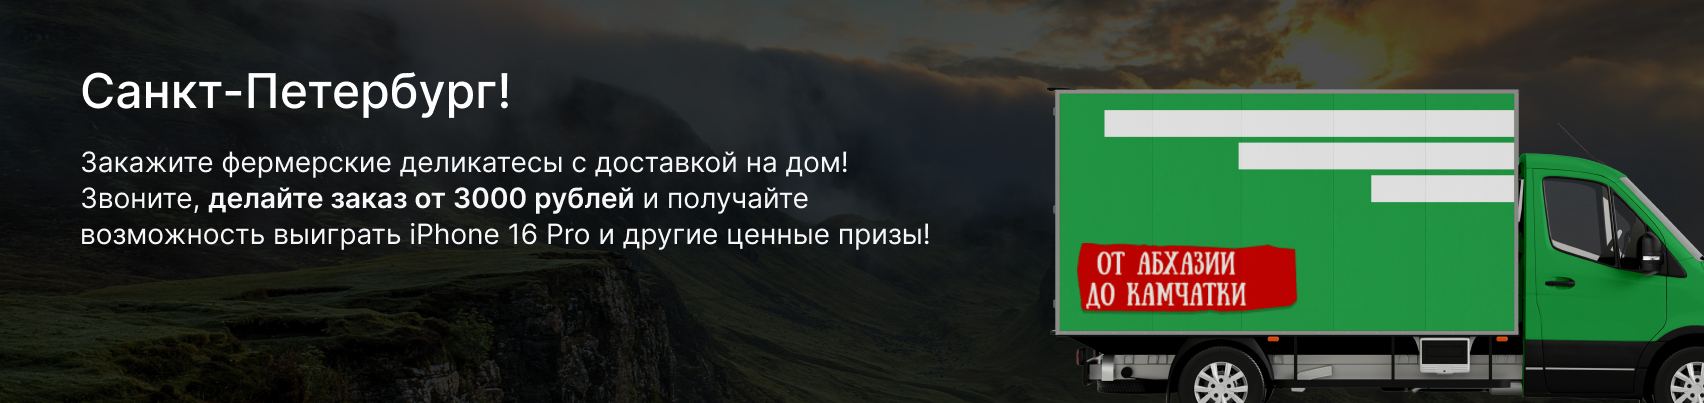 Санкт-Петербург!
Закажите фермерские деликатесы с доставкой на дом!
Звоните, делайте заказ от 3000 рублей и получайте
возможность выиграть iPhone 16 Pro и другие ценные призы!
ОТ АБХАЗИИ
ДО КАМЧАТКИ